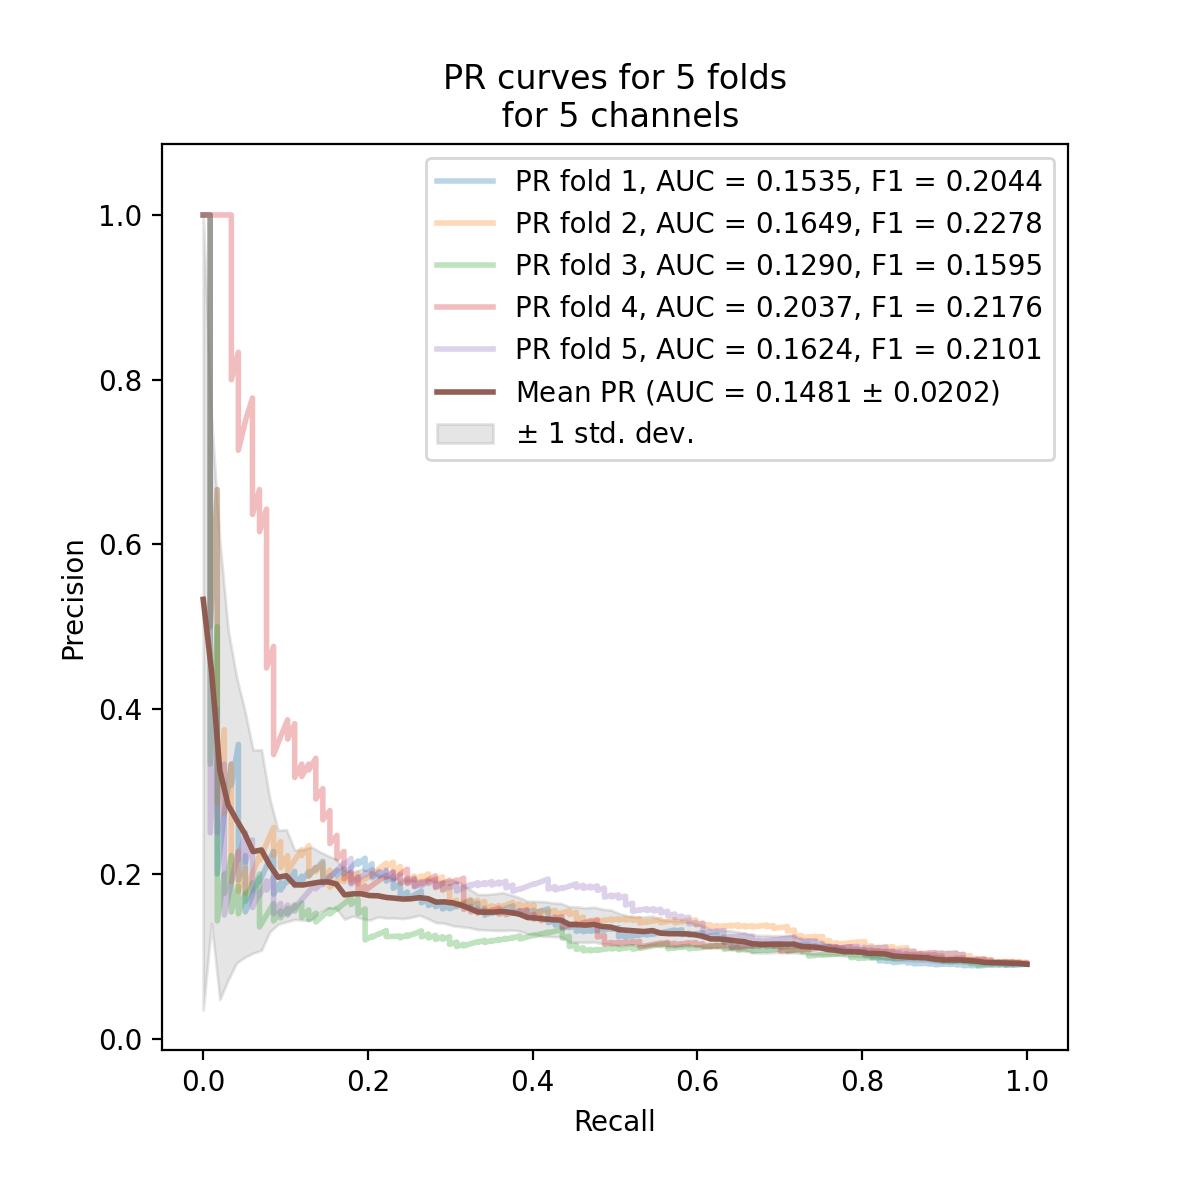 PR curves for 5 folds
for 5 channels
PR fold 1, AUC = 0.1535, F1 = 0.2044
PR fold 2, AUC = 0.1649, F1 = 0.2278
PR fold 3, AUC = 0.1290, F1 = 0.1595
PR fold 4, AUC = 0.2037, F1 = 0.2176
PR fold 5, AUC = 0.1624, F1 = 0.2101
Mean PR (AUC = 0.1481 ± 0.0202)
± 1 std. dev.
1.0
0.8
0.6
0.4
0.2
0.0
Precision
0.0 0.2 0.4 0.6 0.8 1.0
Recall